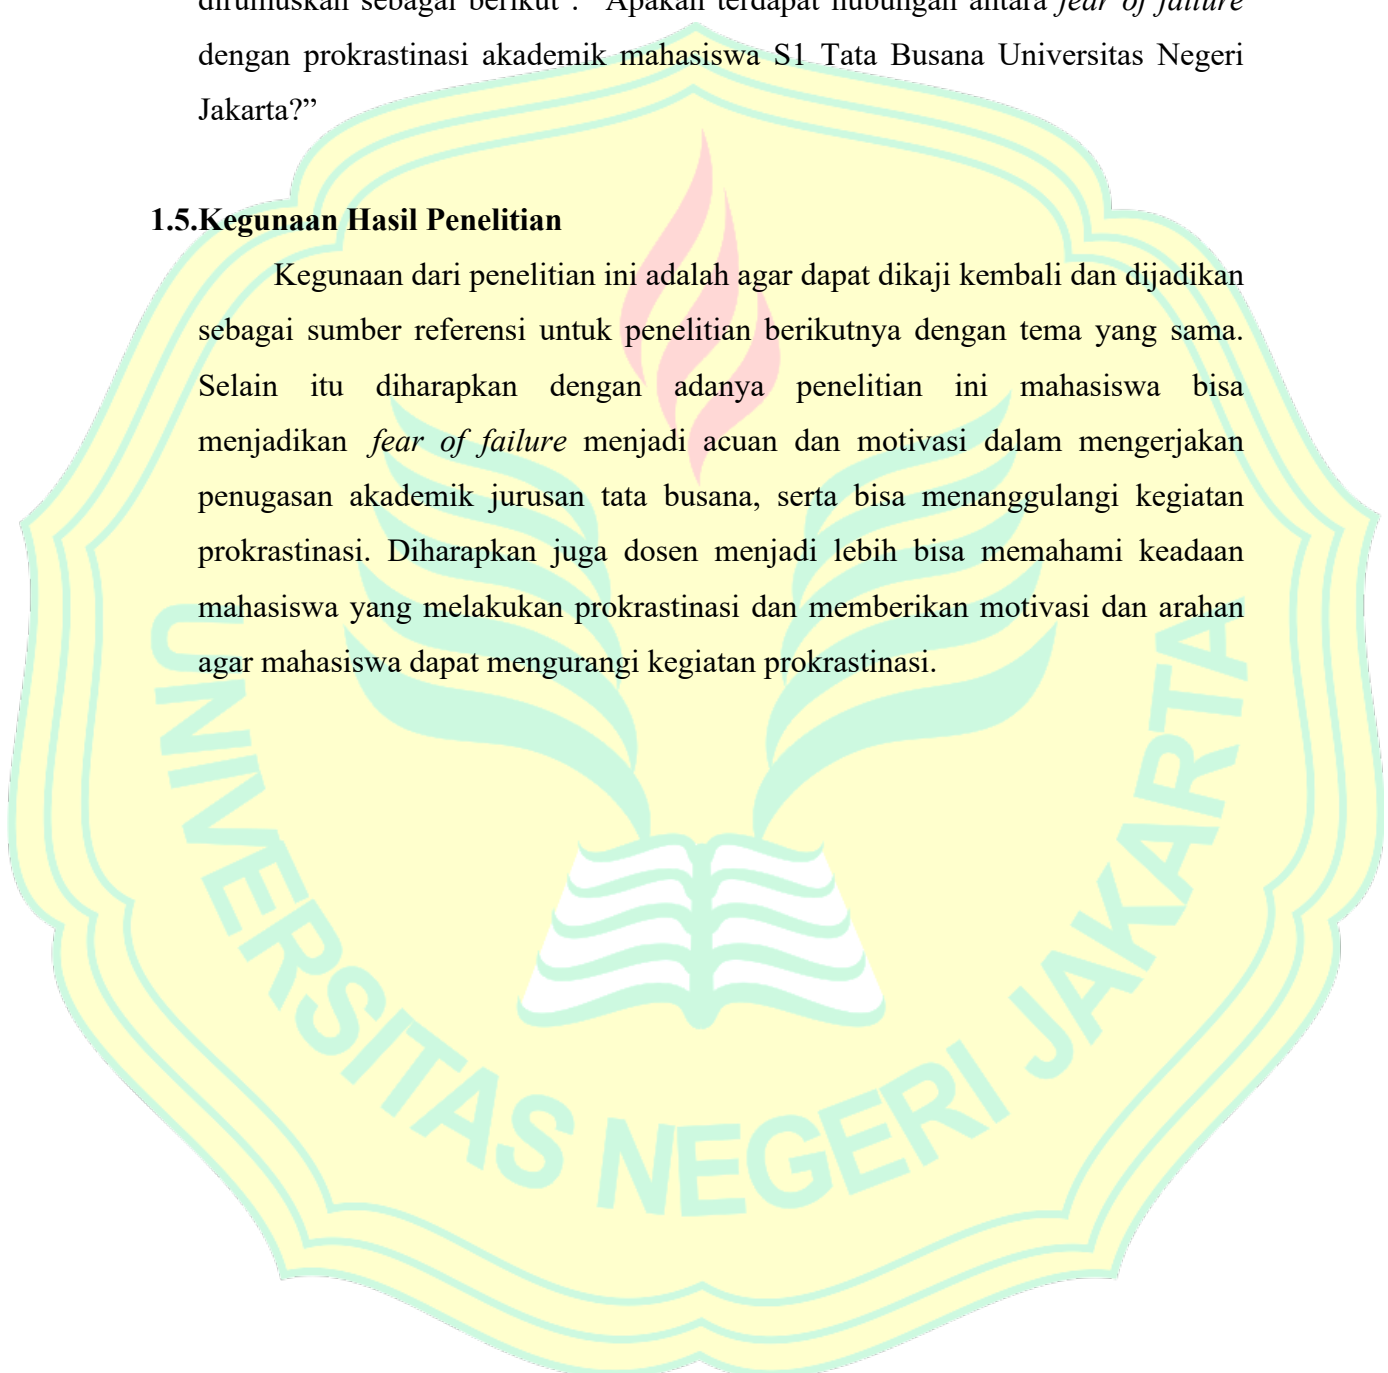 dirumuskan sebagai berikut : “Apakah terdapat hubungan antara fear of failure
dengan prokrastinasi akademik mahasiswa S1 Tata Busana Universitas Negeri
Jakarta?”
1.5.Kegunaan Hasil Penelitian
Kegunaan dari penelitian ini adalah agar dapat dikaji kembali dan dijadikan
sebagai sumber referensi untuk penelitian berikutnya dengan tema yang sama.
Selain itu diharapkan dengan adanya penelitian ini mahasiswa bisa
menjadikan fear of failure menjadi acuan dan motivasi dalam mengerjakan
penugasan akademik jurusan tata busana, serta bisa menanggulangi kegiatan
prokrastinasi. Diharapkan juga dosen menjadi lebih bisa memahami keadaan
mahasiswa yang melakukan prokrastinasi dan memberikan motivasi dan arahan
agar mahasiswa dapat mengurangi kegiatan prokrastinasi.
UNIVERSITAS NEGERI JAKARTA